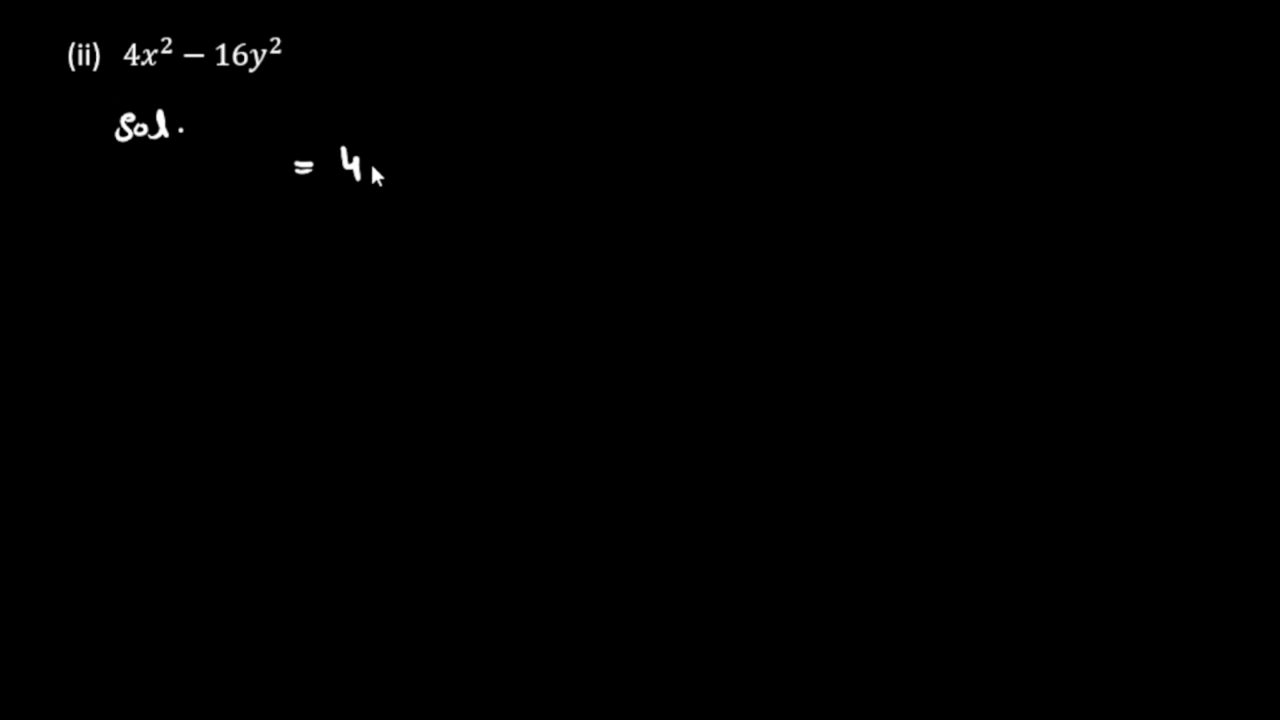 (ii) 4x² − 16y²
Sol.
= 4